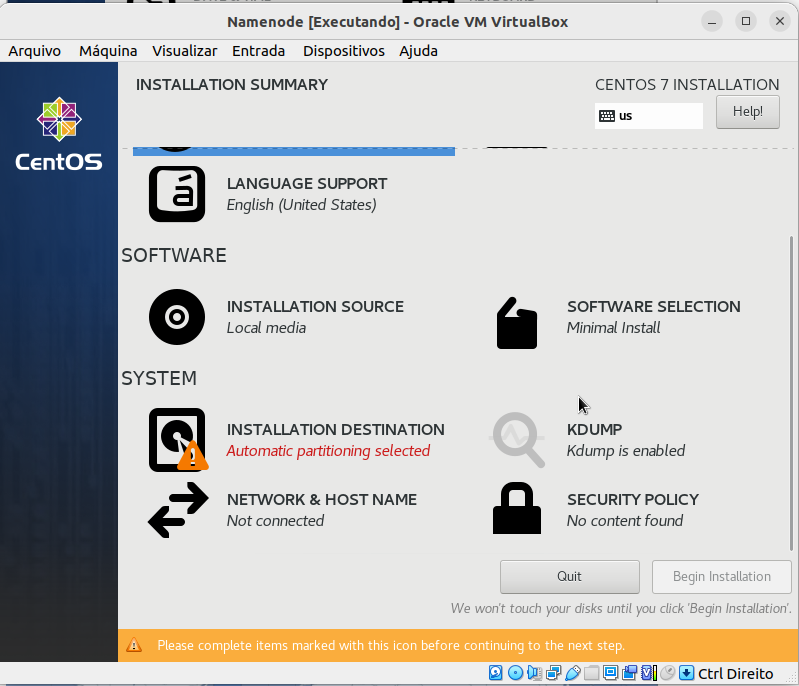 Namenode [Executando] - Oracle VM VirtualBox
Arquivo Máquina Visualizar Entrada Dispositivos Ajuda
INSTALLATION SUMMARY
CENTOS 7 INSTALLATION
us
Help!
CentOS
á
LANGUAGE SUPPORT
English (United States)
SOFTWARE
INSTALLATION SOURCE
Local media
SOFTWARE SELECTION
Minimal Install
SYSTEM
INSTALLATION DESTINATION
Automatic partitioning selected
KDUMP
Kdump is enabled
NETWORK & HOST NAME
Not connected
SECURITY POLICY
No content found
Quit
Begin Installation
We won't touch your disks until you click 'Begin Installation'.
Please complete items marked with this icon before continuing to the next step.
Ctrl Direito